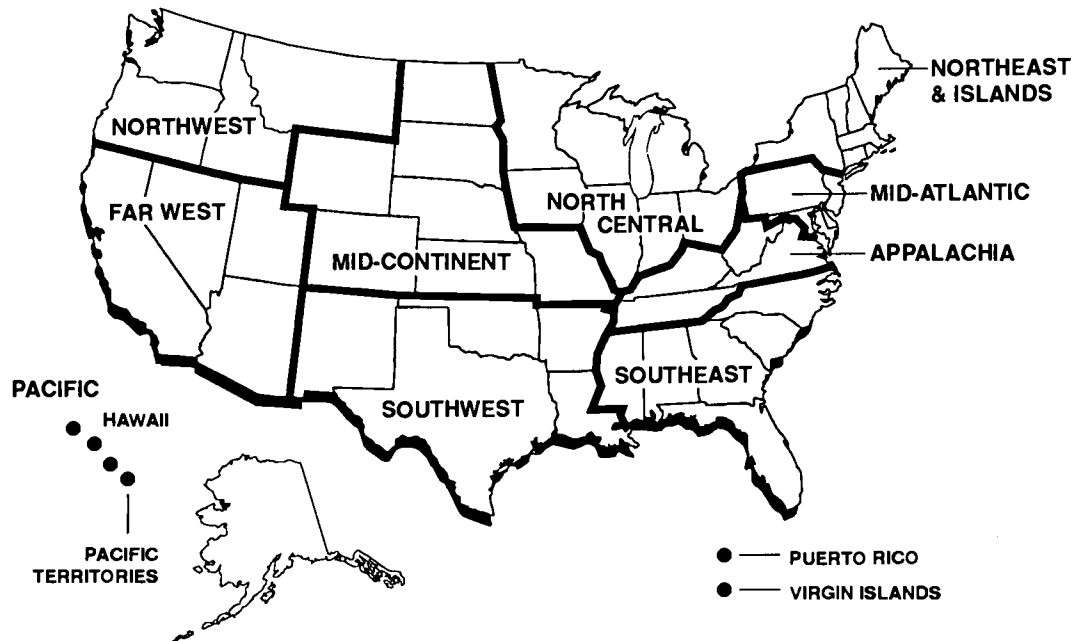 NORTHEAST
& ISLANDS
NORTHWEST
MID-ATLANTIC
NORTH
CENTRAL
FAR WEST
APPALACHIA
MID-CONTINENT
SOUTHEAST
PACIFIC
SOUTHWEST
HAWAII
PACIFIC
TERRITORIES
PUERTO RICO
VIRGIN ISLANDS